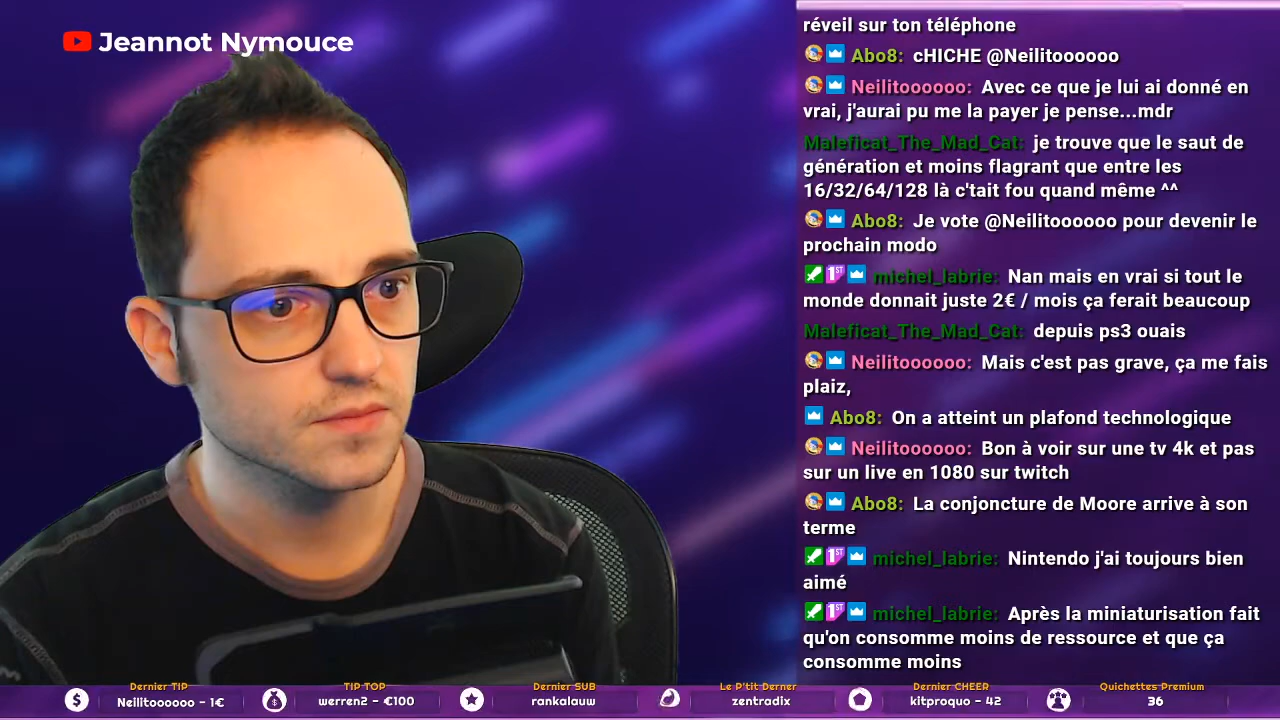 Jeannot Nymouce
réveil sur ton téléphone
Abo8: cHICHE @Neilitoooooo
Neilitoooooo: Avec ce que je lui ai donné en
vrai, j'aurai pu me la payer je pense...mdr
Maleficat_The_Mad_Cat: je trouve que le saut de
génération et moins flagrant que entre les
16/32/64/128 là c'tait fou quand même ^^
Abo8: Je vote @Neilitoooooo pour devenir le
prochain modo
1ST michel_labrie: Nan mais en vrai si tout le
monde donnait juste 2€ / mois ça ferait beaucoup
Maleficat_The_Mad_Cat: depuis ps3 ouais
Neilitoooooo: Mais c'est pas grave, ça me fais
plaiz,
Abo8: On a atteint un plafond technologique
Neilitoooooo: Bon à voir sur une tv 4k et pas
sur un live en 1080 sur twitch
Abo8: La conjoncture de Moore arrive à son
terme
1ST michel_labrie: Nintendo j'ai toujours bien
aimé
1ST michel_labrie: Après la miniaturisation fait
qu'on consomme moins de ressource et que ça
consomme moins
Dernier TIP
Neilitoooooo - 1€
TIP TOP
werren2 - €100
Dernier SUB
rankalauw
Le P'tit Derner
zentradix
Dernier CHEER
kitproquo - 42
Quichettes Premium
36